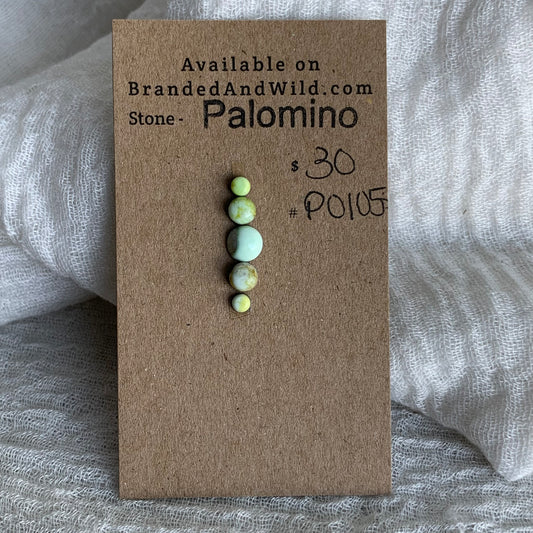 Available on
BrandedAndWild.com
Stone - Palomino
$ 30
# P0105